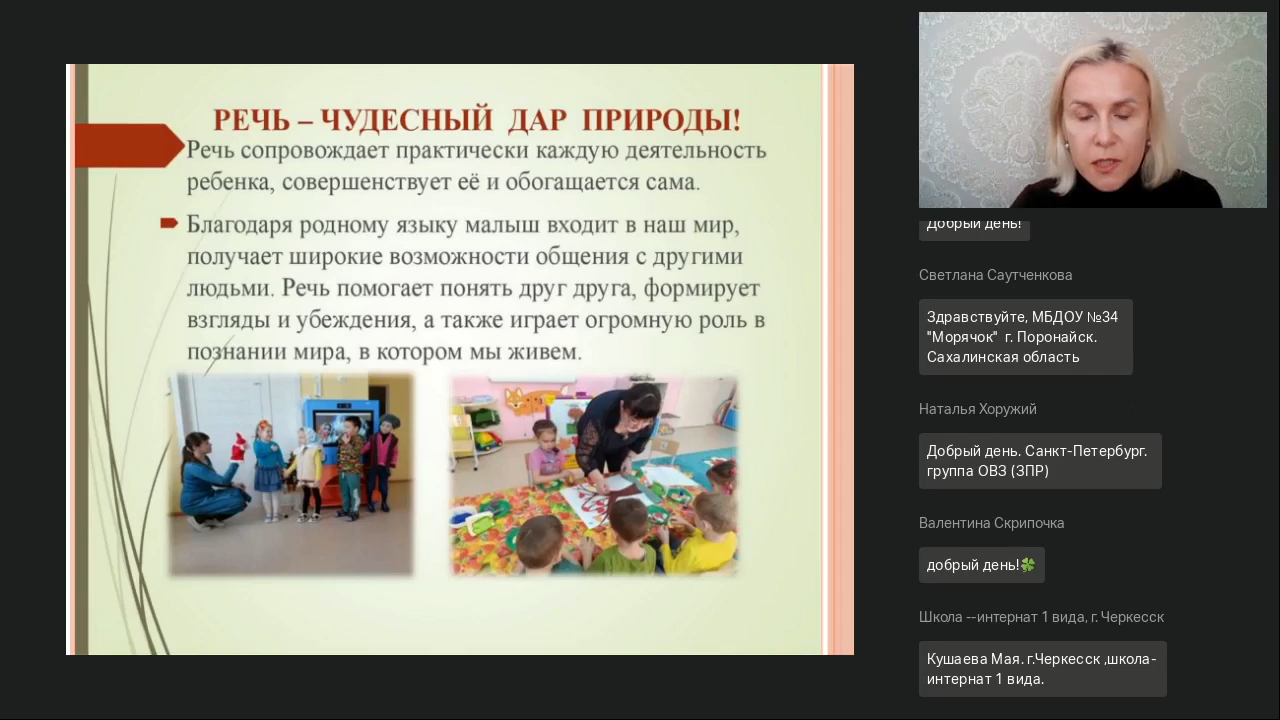 РЕЧЬ – ЧУДЕСНЫЙ ДАР ПРИРОДЫ!
Речь сопровождает практически каждую деятельность
ребенка, совершенствует её и обогащается сама.
Благодаря родному языку малыш входит в наш мир,
получает широкие возможности общения с другими
людьми. Речь помогает понять друг друга, формирует
взгляды и убеждения, а также играет огромную роль в
познании мира, в котором мы живем.
Добрый день!
Светлана Саутченкова
Здравствуйте, МБДОУ №34
"Морячок" г. Поронайск.
Сахалинская область
Наталья Хоружий
Добрый день. Санкт-Петербург.
группа ОВЗ (ЗПР)
Валентина Скрипочка
добрый день!🍀
Школа --интернат 1 вида, г. Черкесск
Кушаева Мая. г.Черкесск ,школа-
интернат 1 вида.